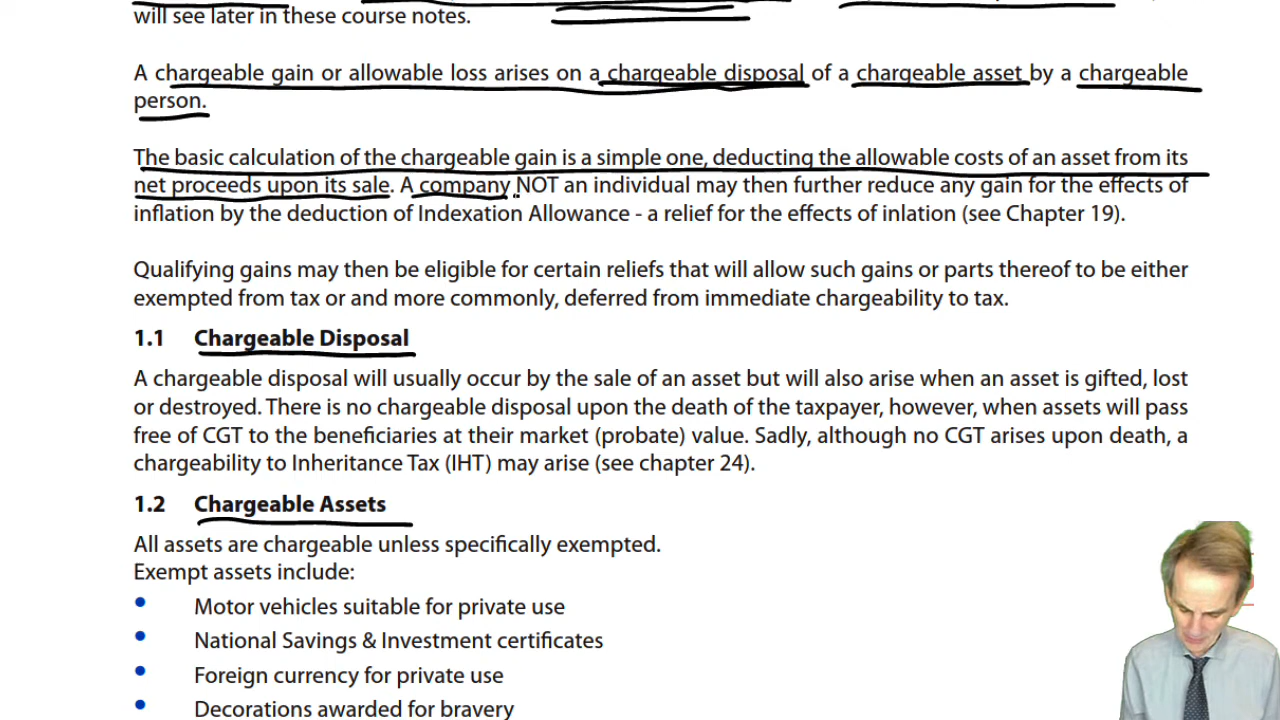 will see later in these course notes.
A chargeable gain or allowable loss arises on a chargeable disposal of a chargeable asset by a chargeable
person.
The basic calculation of the chargeable gain is a simple one, deducting the allowable costs of an asset from its
net proceeds upon its sale. A company NOT an individual may then further reduce any gain for the effects of
inflation by the deduction of Indexation Allowance - a relief for the effects of inlation (see Chapter 19).
Qualifying gains may then be eligible for certain reliefs that will allow such gains or parts thereof to be either
exempted from tax or and more commonly, deferred from immediate chargeability to tax.
1.1 Chargeable Disposal
A chargeable disposal will usually occur by the sale of an asset but will also arise when an asset is gifted, lost
or destroyed. There is no chargeable disposal upon the death of the taxpayer, however, when assets will pass
free of CGT to the beneficiaries at their market (probate) value. Sadly, although no CGT arises upon death, a
chargeability to Inheritance Tax (IHT) may arise (see chapter 24).
1.2 Chargeable Assets
All assets are chargeable unless specifically exempted.
Exempt assets include:
• Motor vehicles suitable for private use
• National Savings & Investment certificates
• Foreign currency for private use
• Decorations awarded for bravery